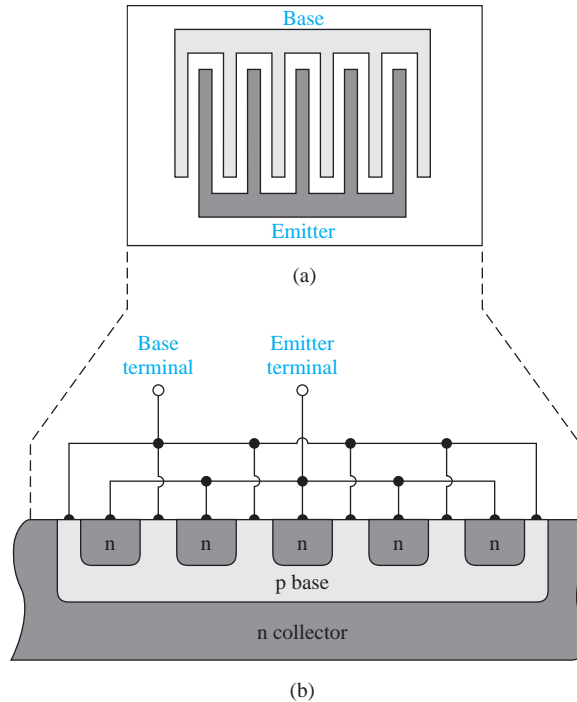 Base
Emitter
(a)
Base
terminal
Emitter
terminal
n n n n n
p base
n collector
(b)